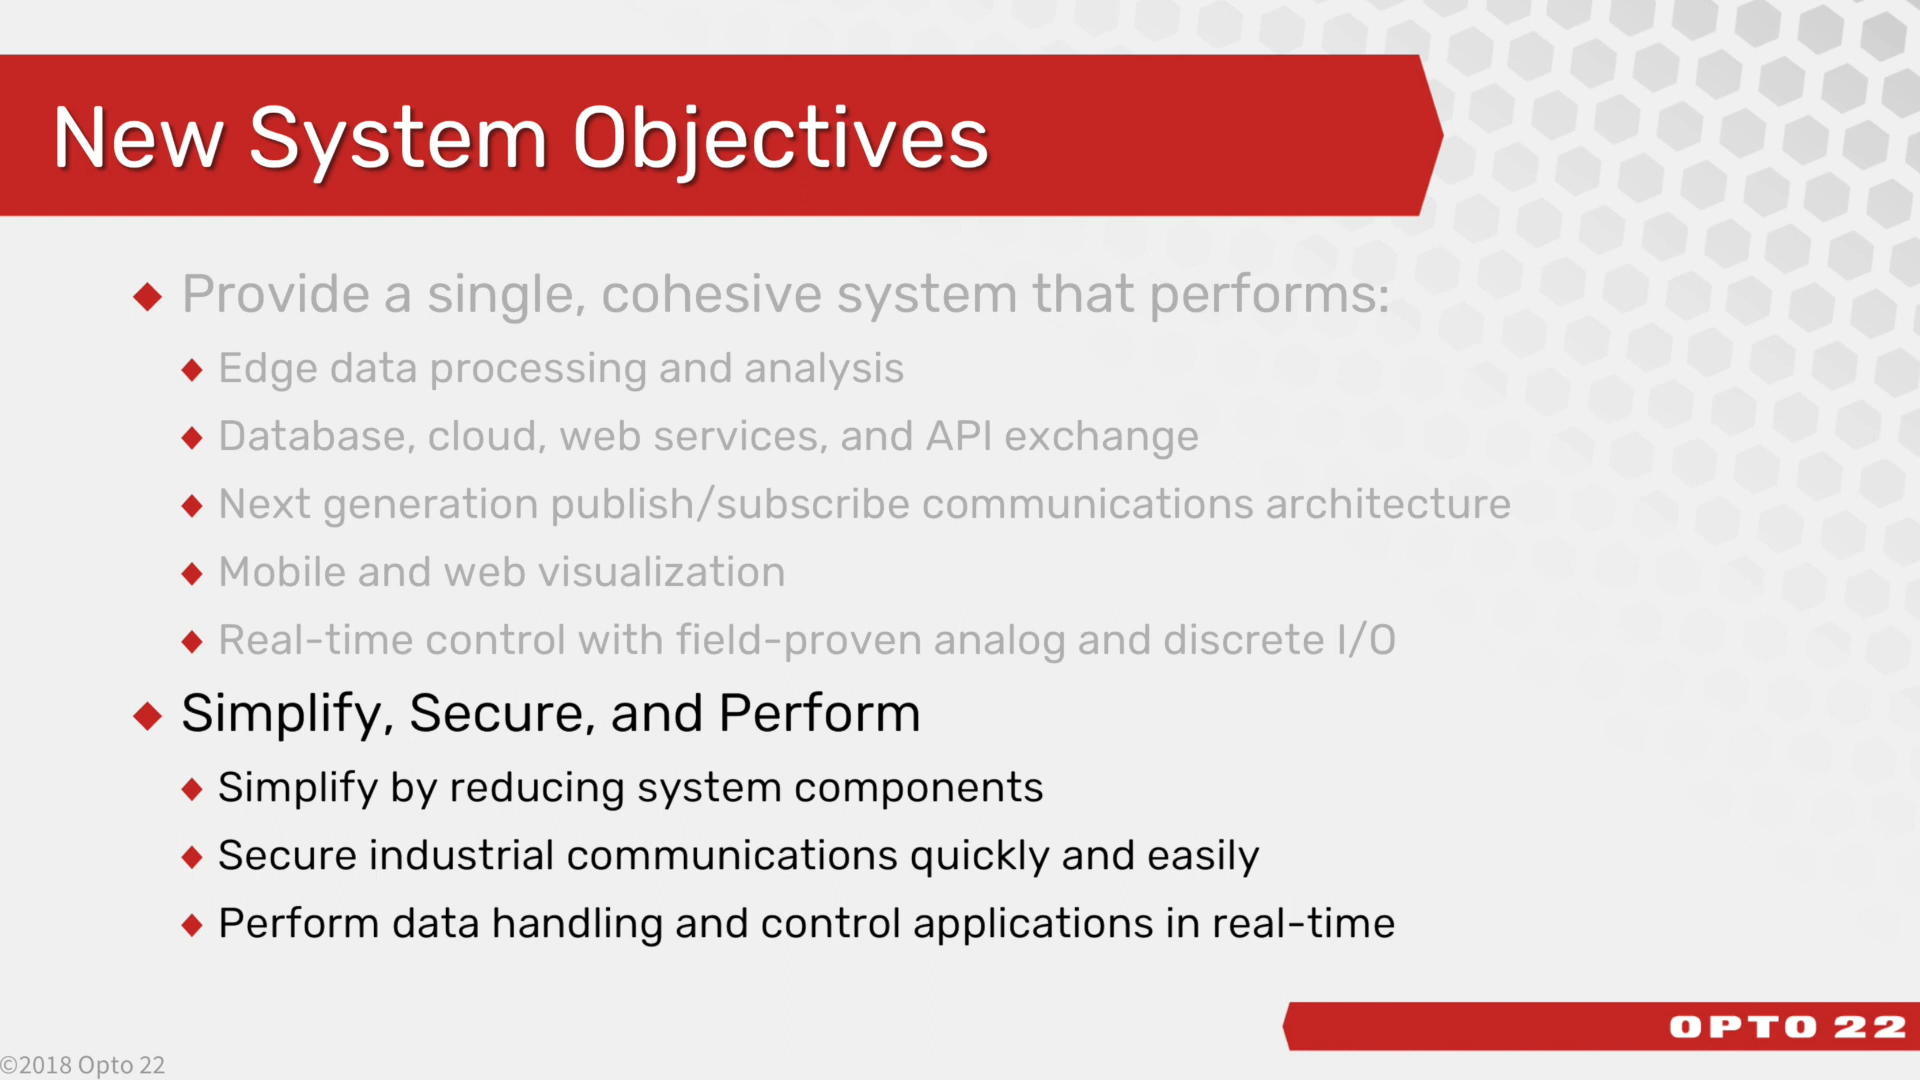 New System Objectives
Provide a single, cohesive system that performs:
Edge data processing and analysis
Database, cloud, web services, and API exchange
Next generation publish/subscribe communications architecture
Mobile and web visualization
Real-time control with field-proven analog and discrete I/O
Simplify, Secure, and Perform
Simplify by reducing system components
Secure industrial communications quickly and easily
Perform data handling and control applications in real-time
OPTO 22
©2018 Opto 22